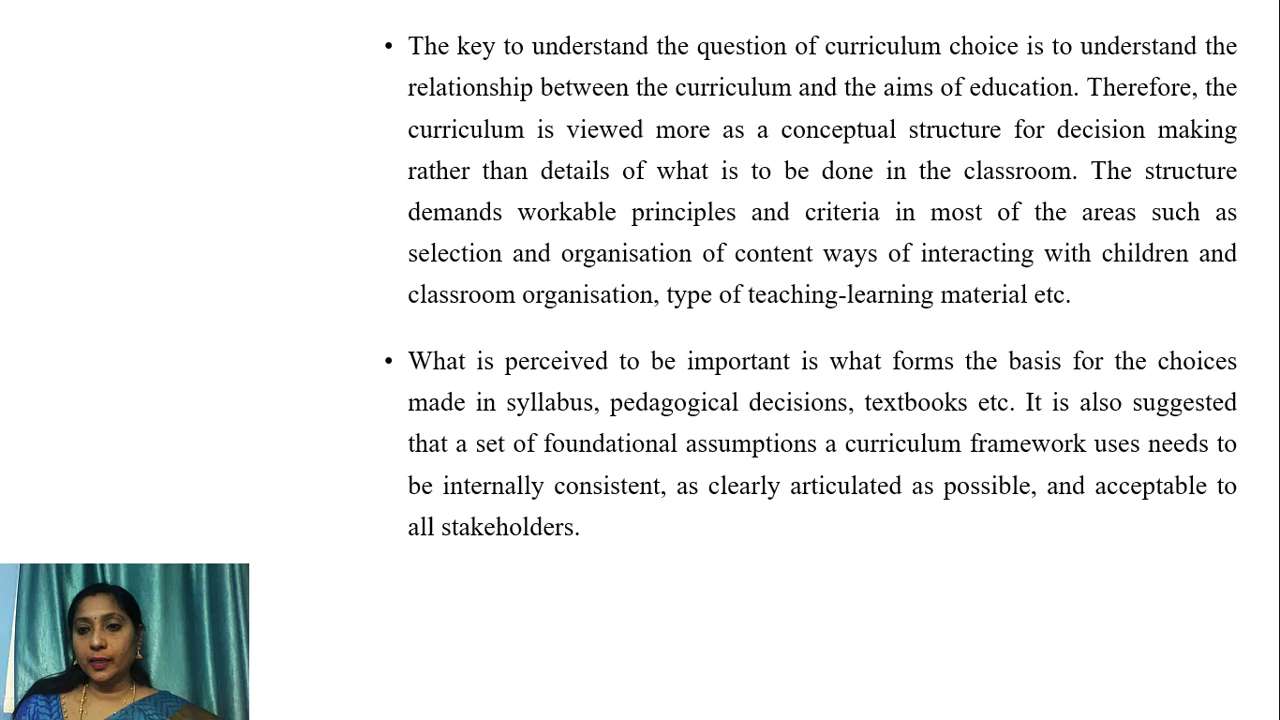 • The key to understand the question of curriculum choice is to understand the
relationship between the curriculum and the aims of education. Therefore, the
curriculum is viewed more as a conceptual structure for decision making
rather than details of what is to be done in the classroom. The structure
demands workable principles and criteria in most of the areas such as
selection and organisation of content ways of interacting with children and
classroom organisation, type of teaching-learning material etc.
• What is perceived to be important is what forms the basis for the choices
made in syllabus, pedagogical decisions, textbooks etc. It is also suggested
that a set of foundational assumptions a curriculum framework uses needs to
be internally consistent, as clearly articulated as possible, and acceptable to
all stakeholders.